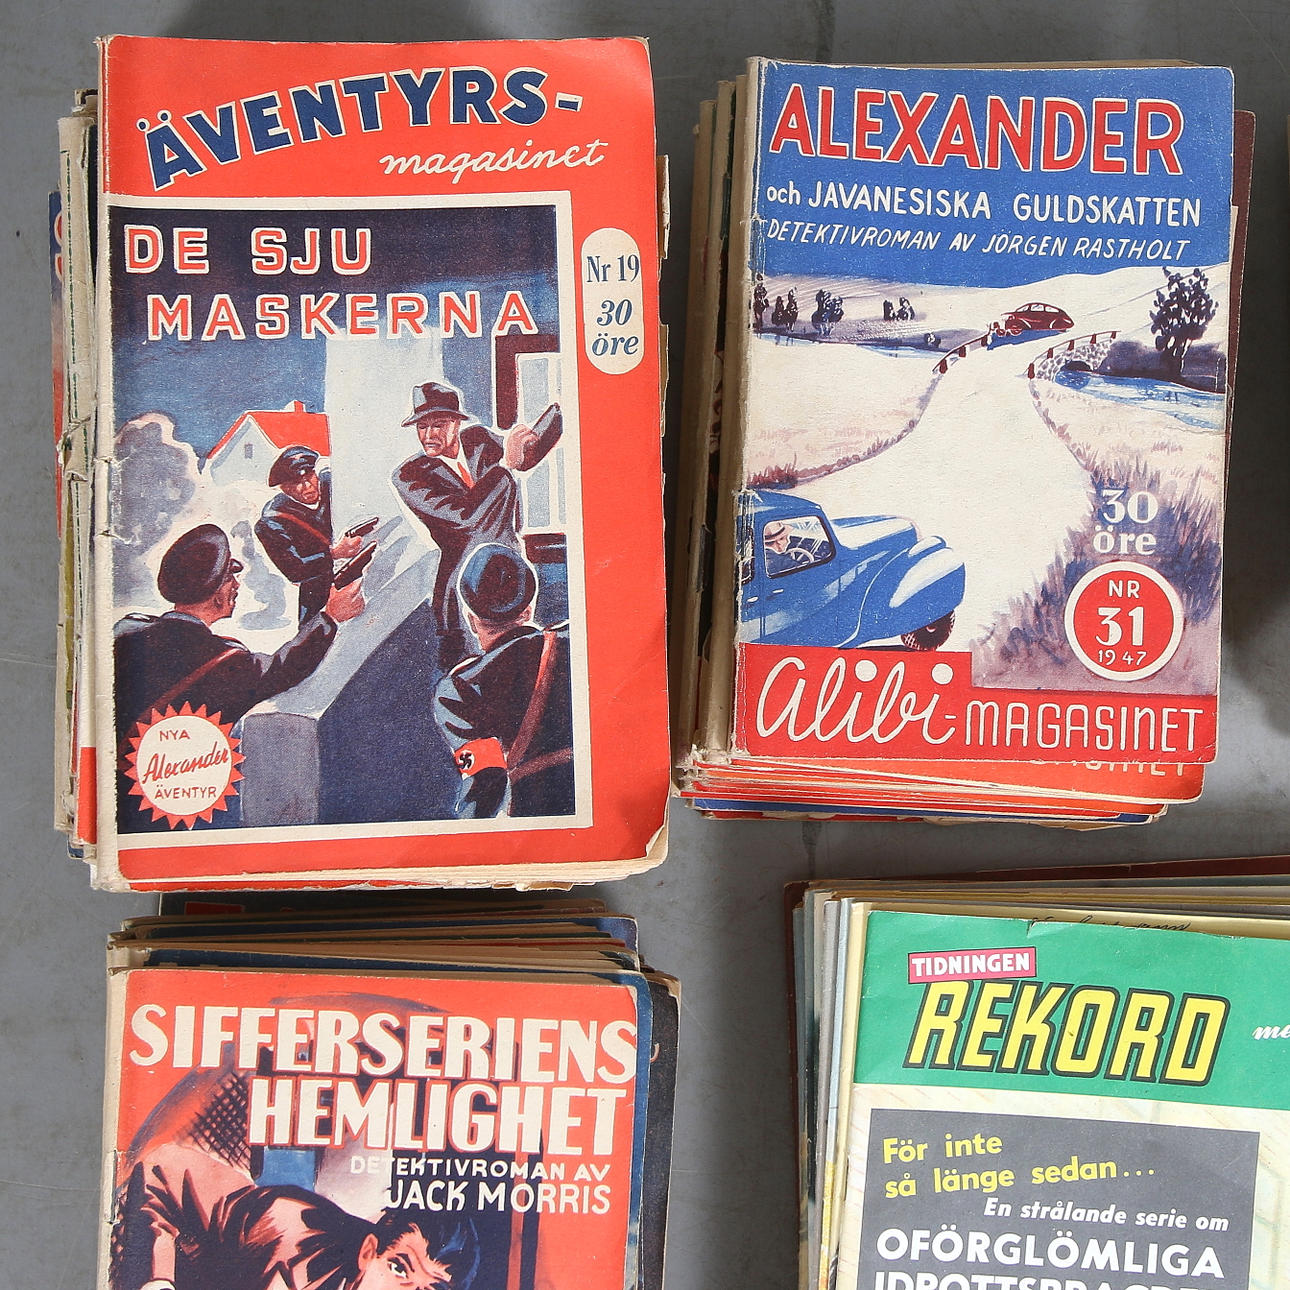 ÄVENTYRS-
magasinet
DE SJU
MASKERNA
Nr 19
30
öre
NYA
Alexander
ÄVENTYR
ALEXANDER
och JAVANESISKA GULDSKATTEN
DETEKTIVROMAN AV JÖRGEN RASTHOLT
30
öre
NR
31
1947
alibi-MAGASINET
SIFFERSERIENS
HEMLIGHET
DETEKTIVROMAN AV
JACK MORRIS
TIDNINGEN
REKORD
För inte
så länge sedan...
En strålande serie om
OFÖRGLÖMLIGA